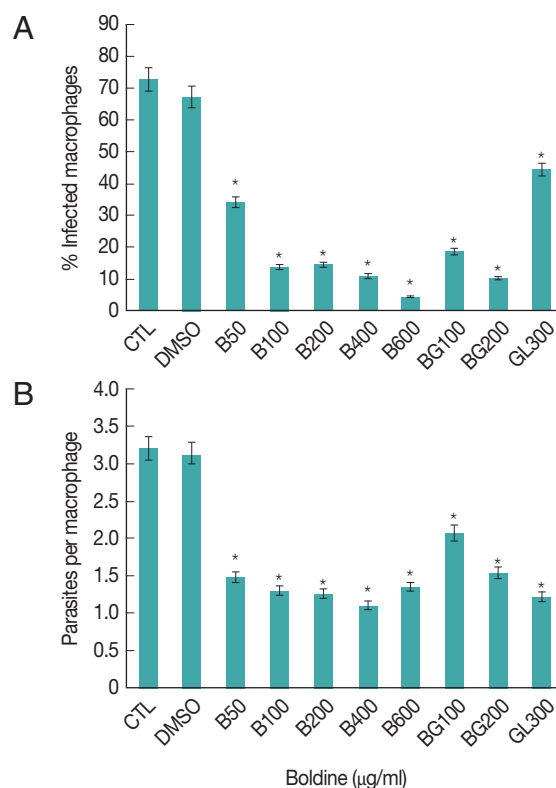 A
% Infected macrophages
90
80
70
60
50
40
30
20
10
0
* * * * * * * *
CTL DMSO B50 B100 B200 B400 B600 BG100 BG200 GL300
B
Parasites per macrophage
4.0
3.5
3.0
2.5
2.0
1.5
1.0
0.5
0
* * * * * * * *
CTL DMSO B50 B100 B200 B400 B600 BG100 BG200 GL300
Boldine (μg/ml)